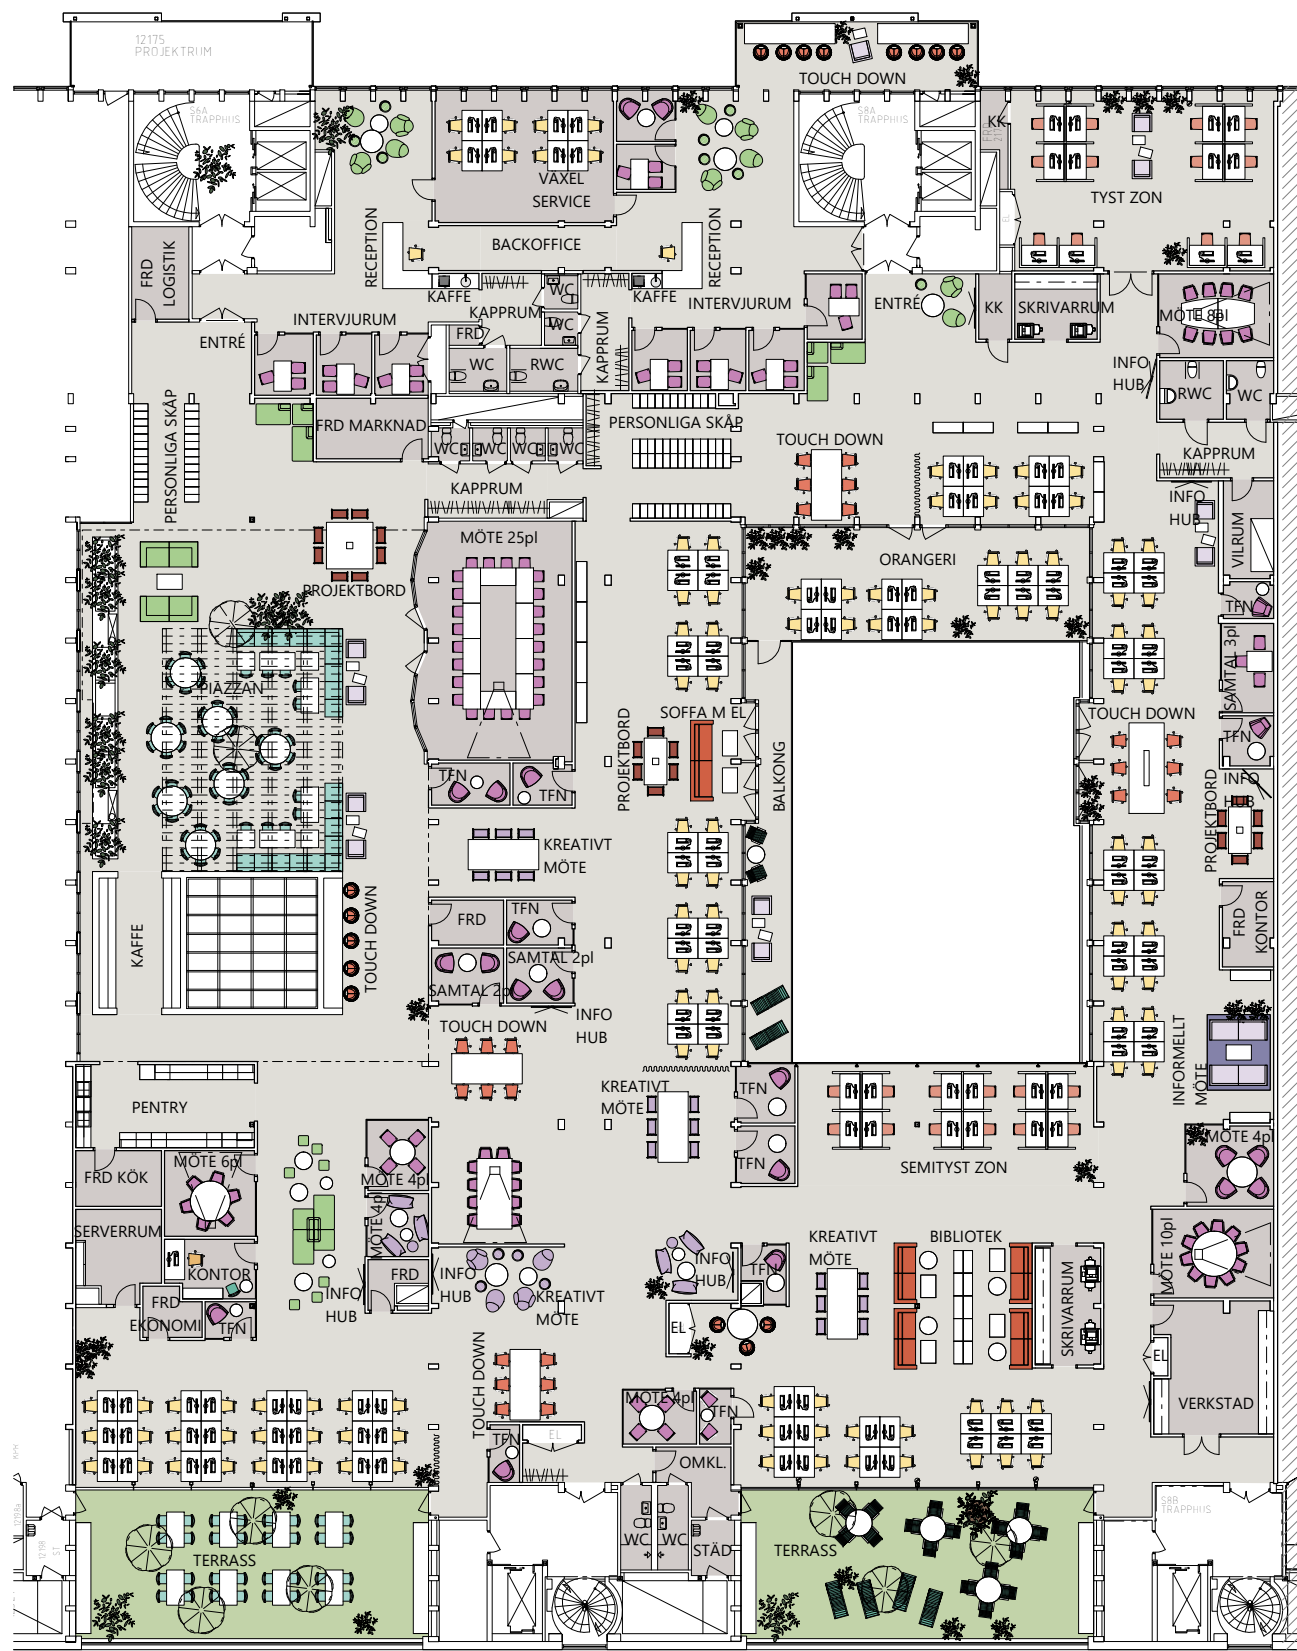 12175
PROJEKTRUM
TOUCH DOWN
S6A
TRAPPHUS
S8A
TRAPPHUS
KK
TYST ZON
VÄXEL
SERVICE
EL
RECEPTION
BACKOFFICE
RECEPTION
FRD
LOGISTIK
KAFFE
WC
KAFFE
KAPPRUM
INTERVJURUM
WC
FRD
KAPPRUM
INTERVJURUM
ENTRÉ
KK
SKRIVARRUM
MÖTE 8pl
ENTRÉ
WC
RWC
INFO
HUB
RWC
WC
PERSONLIGA SKÅP
FRD MARKNAD
PERSONLIGA SKÅP
WC
WC
WC
WC
TOUCH DOWN
KAPPRUM
KAPPRUM
INFO
HUB
VILRUM
MÖTE 25pl
ORANGERI
PROJEKTBORD
TFN
SAMTAL 3pl
PIAZZAN
SOFFA M EL
TOUCH DOWN
TFN
PROJEKTBORD
BALKONG
TFN
TFN
INFO
HUB
PROJEKTBORD
KREATIVT
MÖTE
KAFFE
TOUCH DOWN
FRD
TFN
FRD
KONTOR
SAMTAL 2pl
SAMTAL 2pl
INFO
HUB
TOUCH DOWN
INFORMELLT
MÖTE
PENTRY
KREATIVT
MÖTE
TFN
TFN
SEMITYST ZON
MÖTE 4pl
FRD KÖK
MÖTE 6pl
MÖTE 4pl
SERVERRUM
MÖTE 4pl
MÖTE 10pl
KREATIVT
MÖTE
BIBLIOTEK
KONTOR
FRD
INFO
HUB
INFO
HUB
TFN
SKRIVARRUM
FRD
EKONOMI
TFN
INFO
HUB
KREATIVT
MÖTE
EL
EL
TOUCH DOWN
MÖTE 4pl
TFN
VERKSTAD
TFN
EL
OMKL.
S8B
TRAPPHUS
12198
ST
TERRASS
WC
WC
STÄD
TERRASS